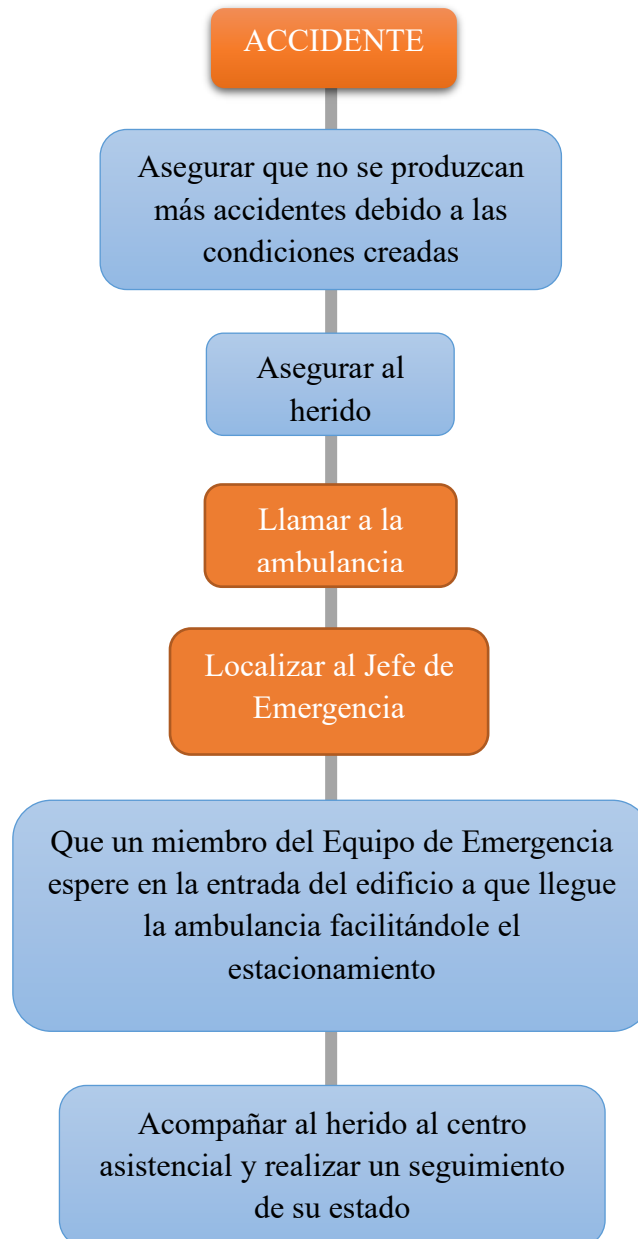 ACCIDENTE
Asegurar que no se produzcan
más accidentes debido a las
condiciones creadas
Asegurar al
herido
Llamar a la
ambulancia
Localizar al Jefe de
Emergencia
Que un miembro del Equipo de Emergencia
espere en la entrada del edificio a que llegue
la ambulancia facilitándole el
estacionamiento
Acompañar al herido al centro
asistencial y realizar un seguimiento
de su estado